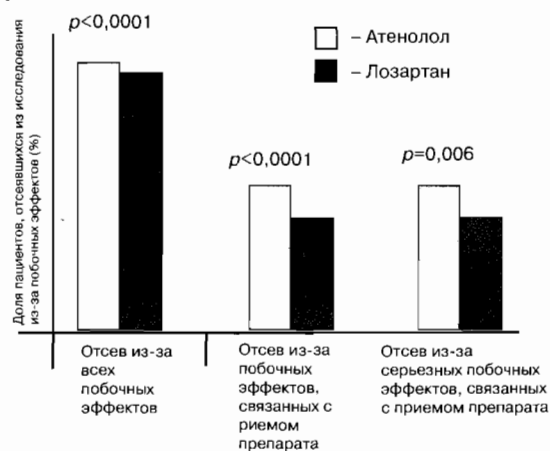 p<0,0001
– Атенолол
– Лозартан
p<0,0001
p=0,006
Доля пациентов, отсеявшихся из исследования
из-за побочных эффектов (%)
Отсев из-за
всех
побочных
эффектов
Отсев из-за
побочных
эффектов,
связанных с
риемом
препарата
Отсев из-за
серьезных побочных
эффектов, связанных
с приемом препарата